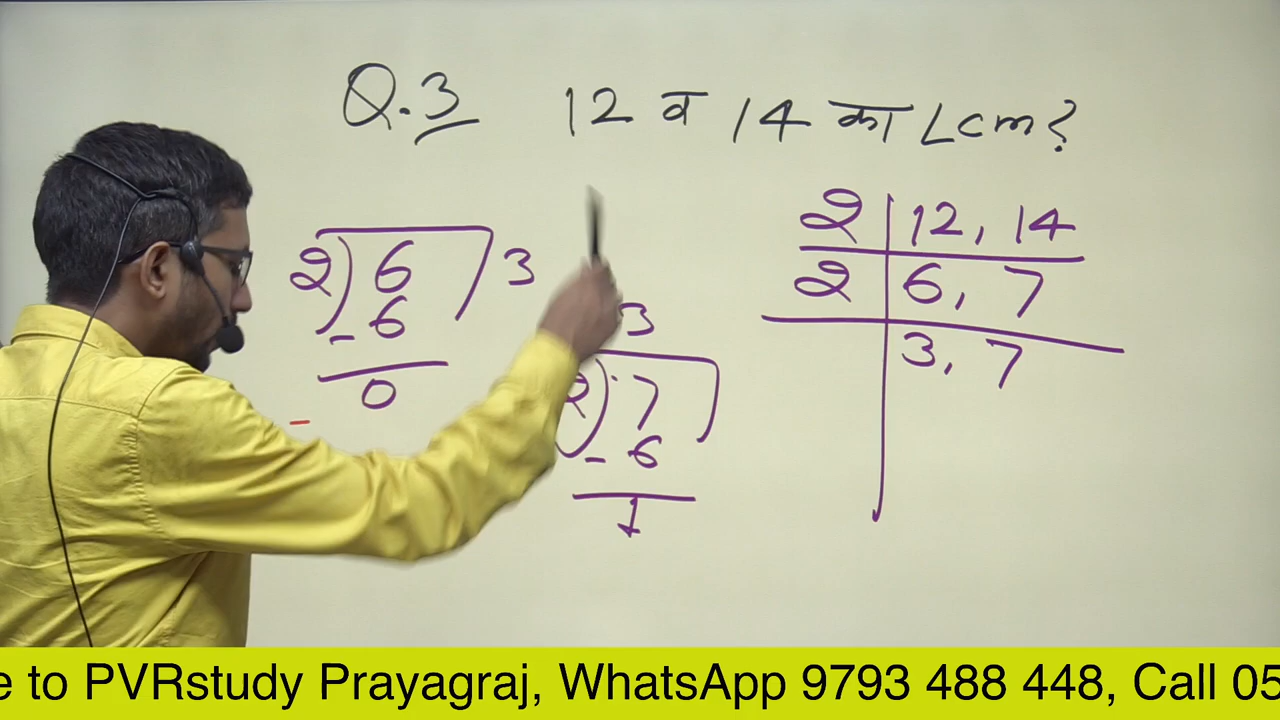 Q.3 12 व 14 का Lcm?
2) 6 3
- 6
0
3
2) 7
- 6
1
2 | 12, 14
2 | 6, 7
3, 7
e to PVRstudy Prayagraj, WhatsApp 9793 488 448, Call 05